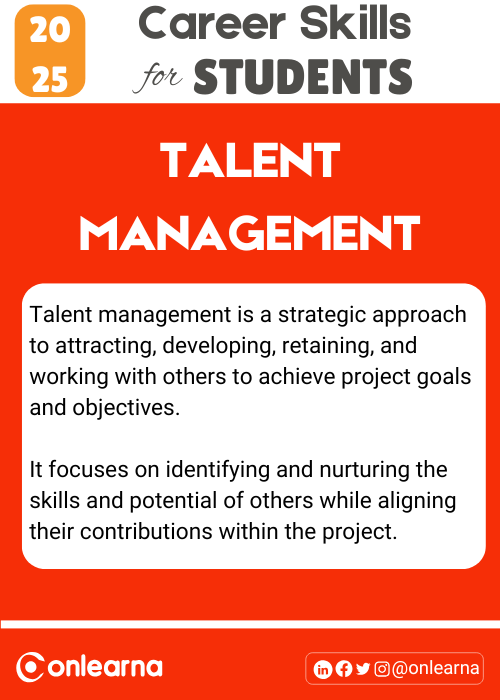 20
25
Career Skills
for STUDENTS
TALENT
MANAGEMENT
Talent management is a strategic approach
to attracting, developing, retaining, and
working with others to achieve project goals
and objectives.
It focuses on identifying and nurturing the
skills and potential of others while aligning
their contributions within the project.
onlearna
@onlearna